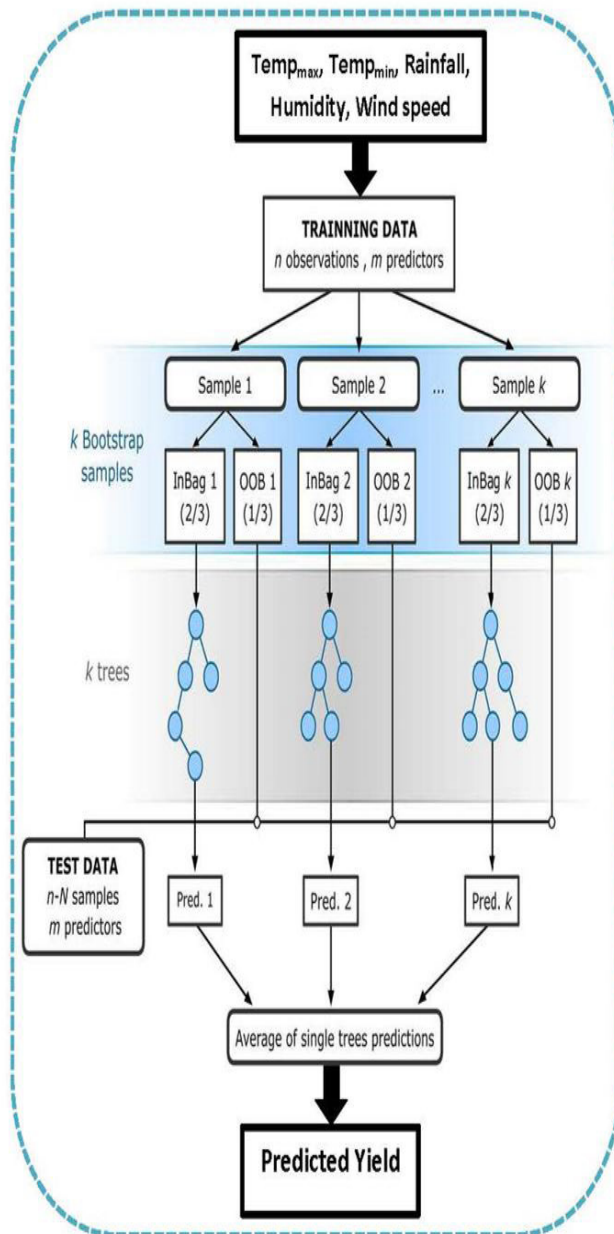 Tempmax, Tempmin, Rainfall,
Humidity, Wind speed
TRAINNING DATA
n observations , m predictors
Sample 1
Sample 2
...
Sample k
k Bootstrap
samples
InBag 1
(2/3)
OOB 1
(1/3)
InBag 2
(2/3)
OOB 2
(1/3)
InBag k
(2/3)
OOB k
(1/3)
k trees
TEST DATA
n-N samples
m predictors
Pred. 1
Pred. 2
Pred. k
Average of single trees predictions
Predicted Yield